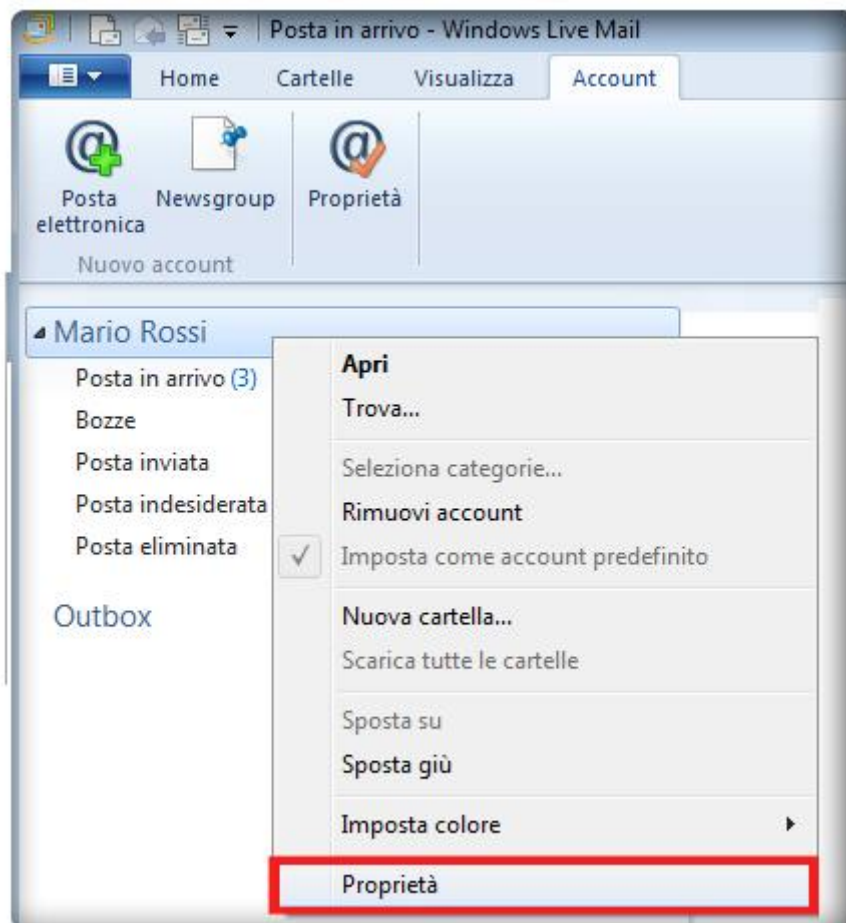 Posta in arrivo - Windows Live Mail
Home Cartelle Visualizza Account
Posta elettronica
Newsgroup
Proprietà
Nuovo account
Mario Rossi
Posta in arrivo (3)
Bozze
Posta inviata
Posta indesiderata
Posta eliminata
Outbox
Apri
Trova...
Seleziona categorie...
Rimuovi account
Imposta come account predefinito
Nuova cartella...
Scarica tutte le cartelle
Sposta su
Sposta giù
Imposta colore
Proprietà